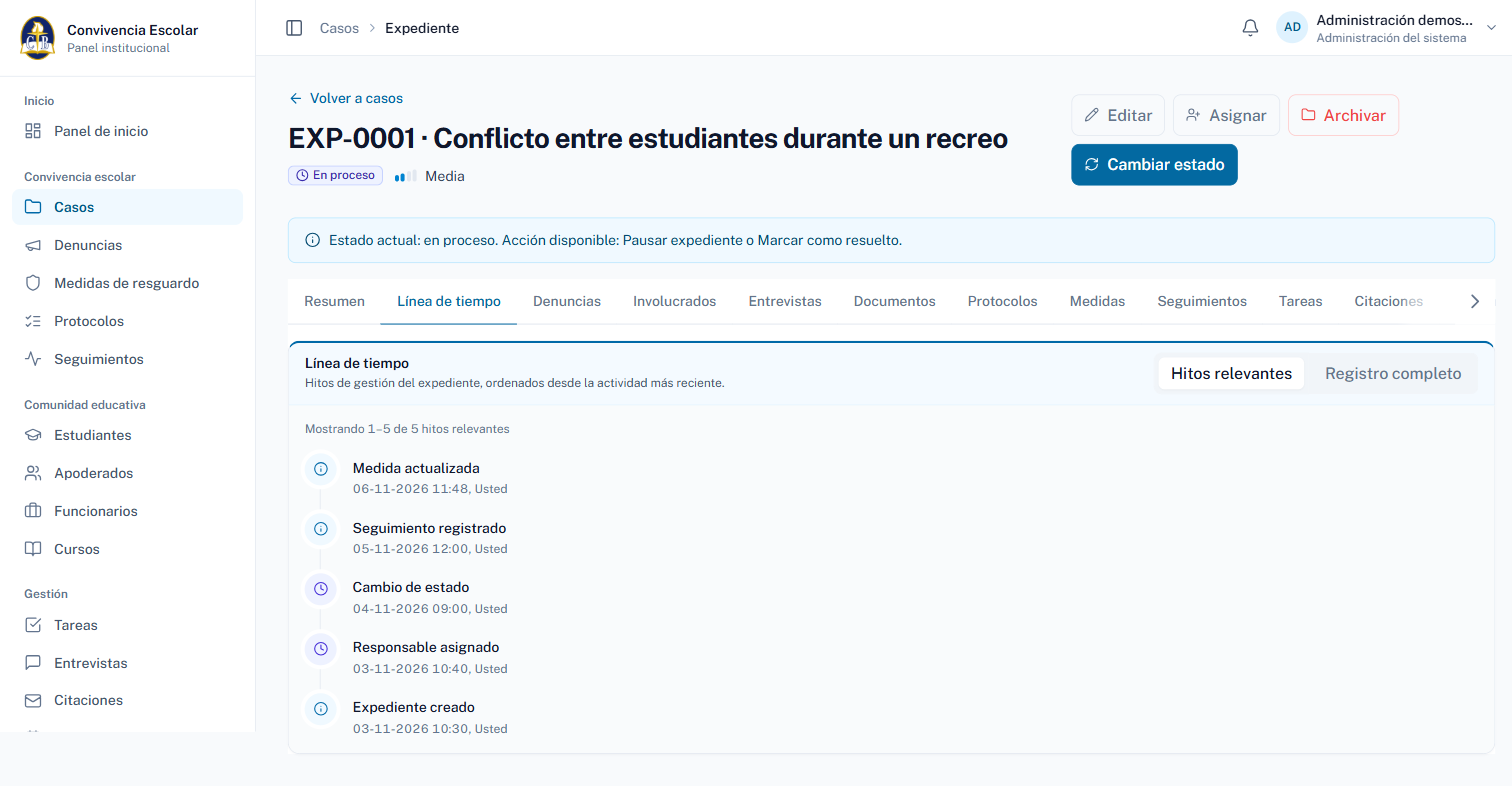 Convivencia Escolar
Panel institucional
Inicio
Panel de inicio
Convivencia escolar
Casos
Denuncias
Medidas de resguardo
Protocolos
Seguimientos
Comunidad educativa
Estudiantes
Apoderados
Funcionarios
Cursos
Gestión
Tareas
Entrevistas
Citaciones
Casos > Expediente
AD
Administración demos...
Administración del sistema
← Volver a casos
EXP-0001 · Conflicto entre estudiantes durante un recreo
En proceso Media
Editar Asignar Archivar
Cambiar estado
Estado actual: en proceso. Acción disponible: Pausar expediente o Marcar como resuelto.
Resumen Línea de tiempo Denuncias Involucrados Entrevistas Documentos Protocolos Medidas Seguimientos Tareas Citaciones
Línea de tiempo
Hitos de gestión del expediente, ordenados desde la actividad más reciente.
Hitos relevantes Registro completo
Mostrando 1–5 de 5 hitos relevantes
Medida actualizada
06-11-2026 11:48, Usted
Seguimiento registrado
05-11-2026 12:00, Usted
Cambio de estado
04-11-2026 09:00, Usted
Responsable asignado
03-11-2026 10:40, Usted
Expediente creado
03-11-2026 10:30, Usted